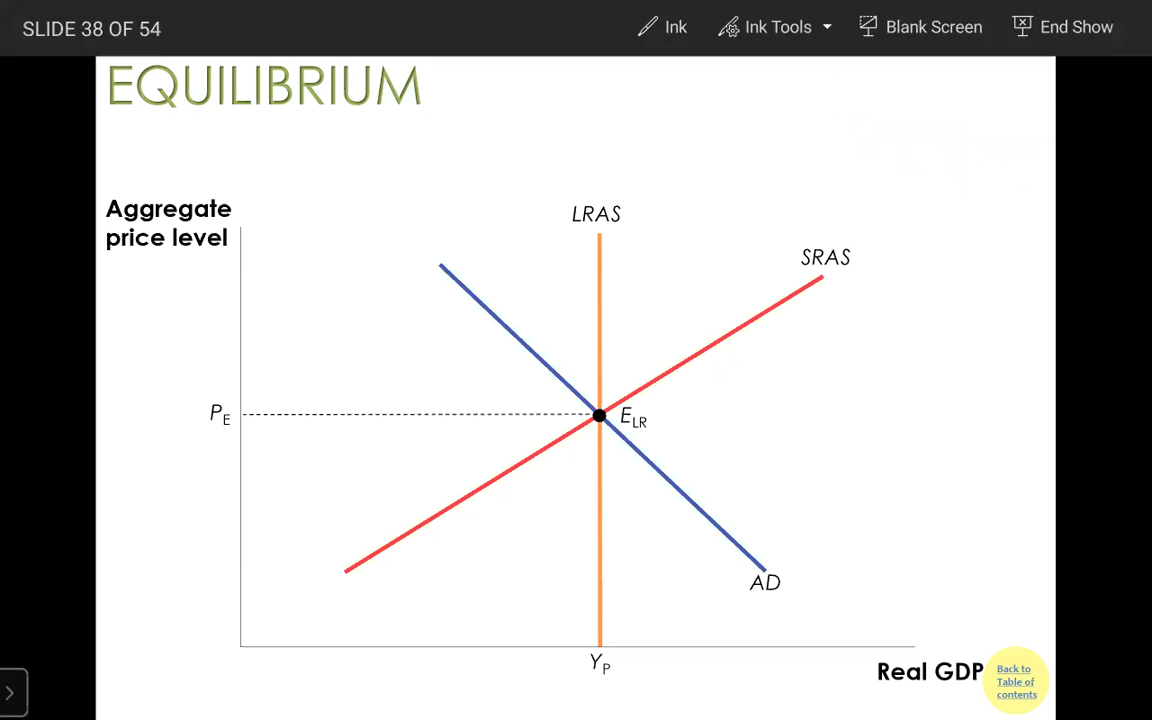 SLIDE 38 OF 54
Ink
Ink Tools
Blank Screen
End Show
EQUILIBRIUM
Aggregate
price level
LRAS
SRAS
PE
ELR
AD
YP
Real GDP
Back to
Table of
contents